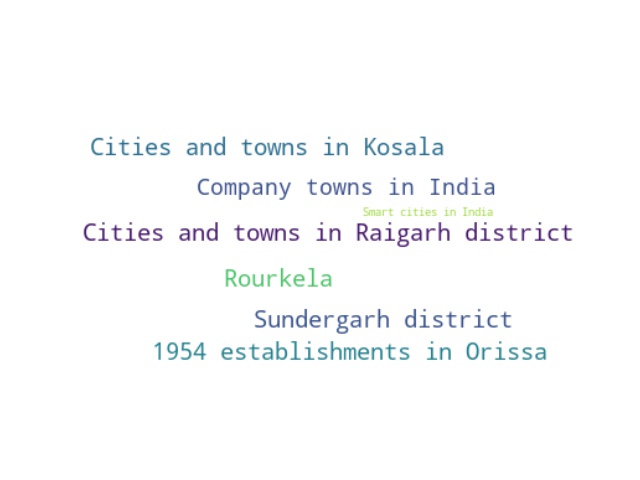 Cities and towns in Kosala
Company towns in India
Smart cities in India
Cities and towns in Raigarh district
Rourkela
Sundergarh district
1954 establishments in Orissa